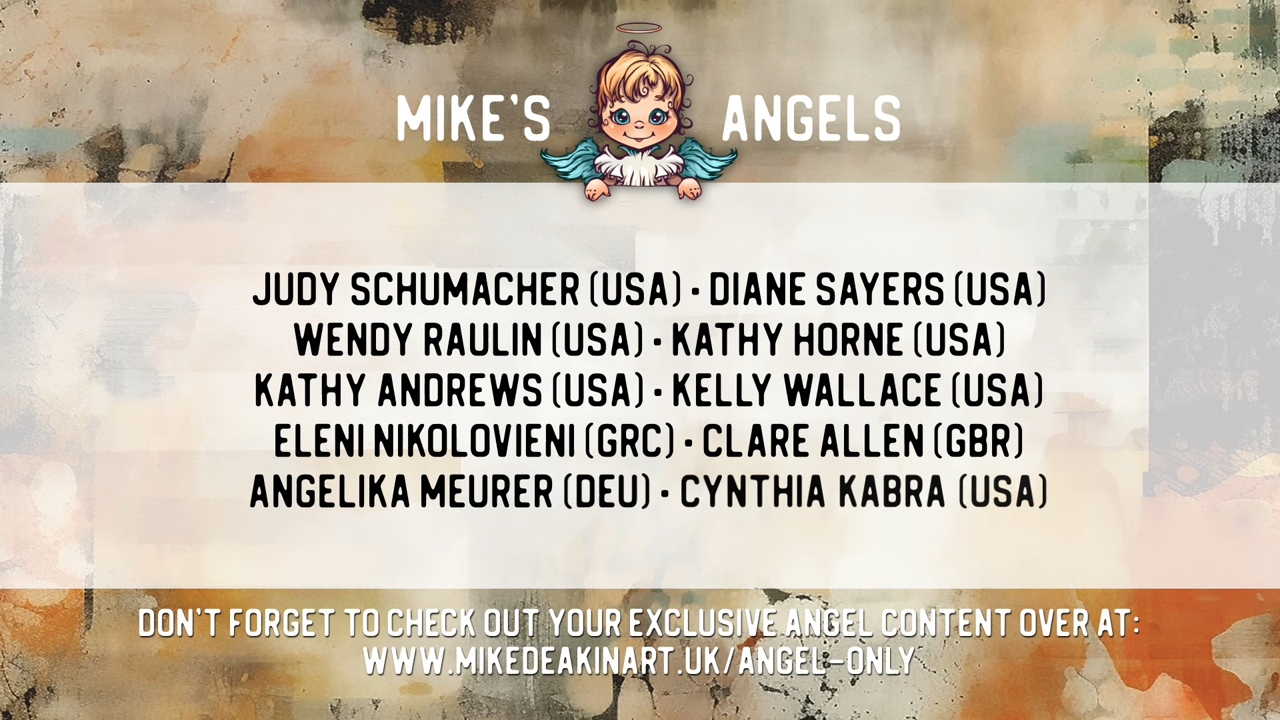 MIKE'S ANGELS
JUDY SCHUMACHER (USA) • DIANE SAYERS (USA)
WENDY RAULIN (USA) • KATHY HORNE (USA)
KATHY ANDREWS (USA) • KELLY WALLACE (USA)
ELENI NIKOLOVIENI (GRC) • CLARE ALLEN (GBR)
ANGELIKA MEURER (DEU) • CYNTHIA KABRA (USA)
DON'T FORGET TO CHECK OUT YOUR EXCLUSIVE ANGEL CONTENT OVER AT:
WWW.MIKEDEAKINART.UK/ANGEL-ONLY